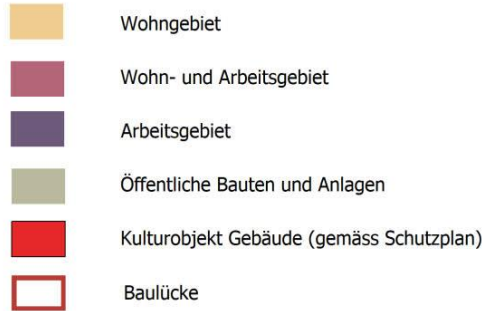 Wohngebiet
Wohn- und Arbeitsgebiet
Arbeitsgebiet
Öffentliche Bauten und Anlagen
Kulturobjekt Gebäude (gemäss Schutzplan)
Baulücke